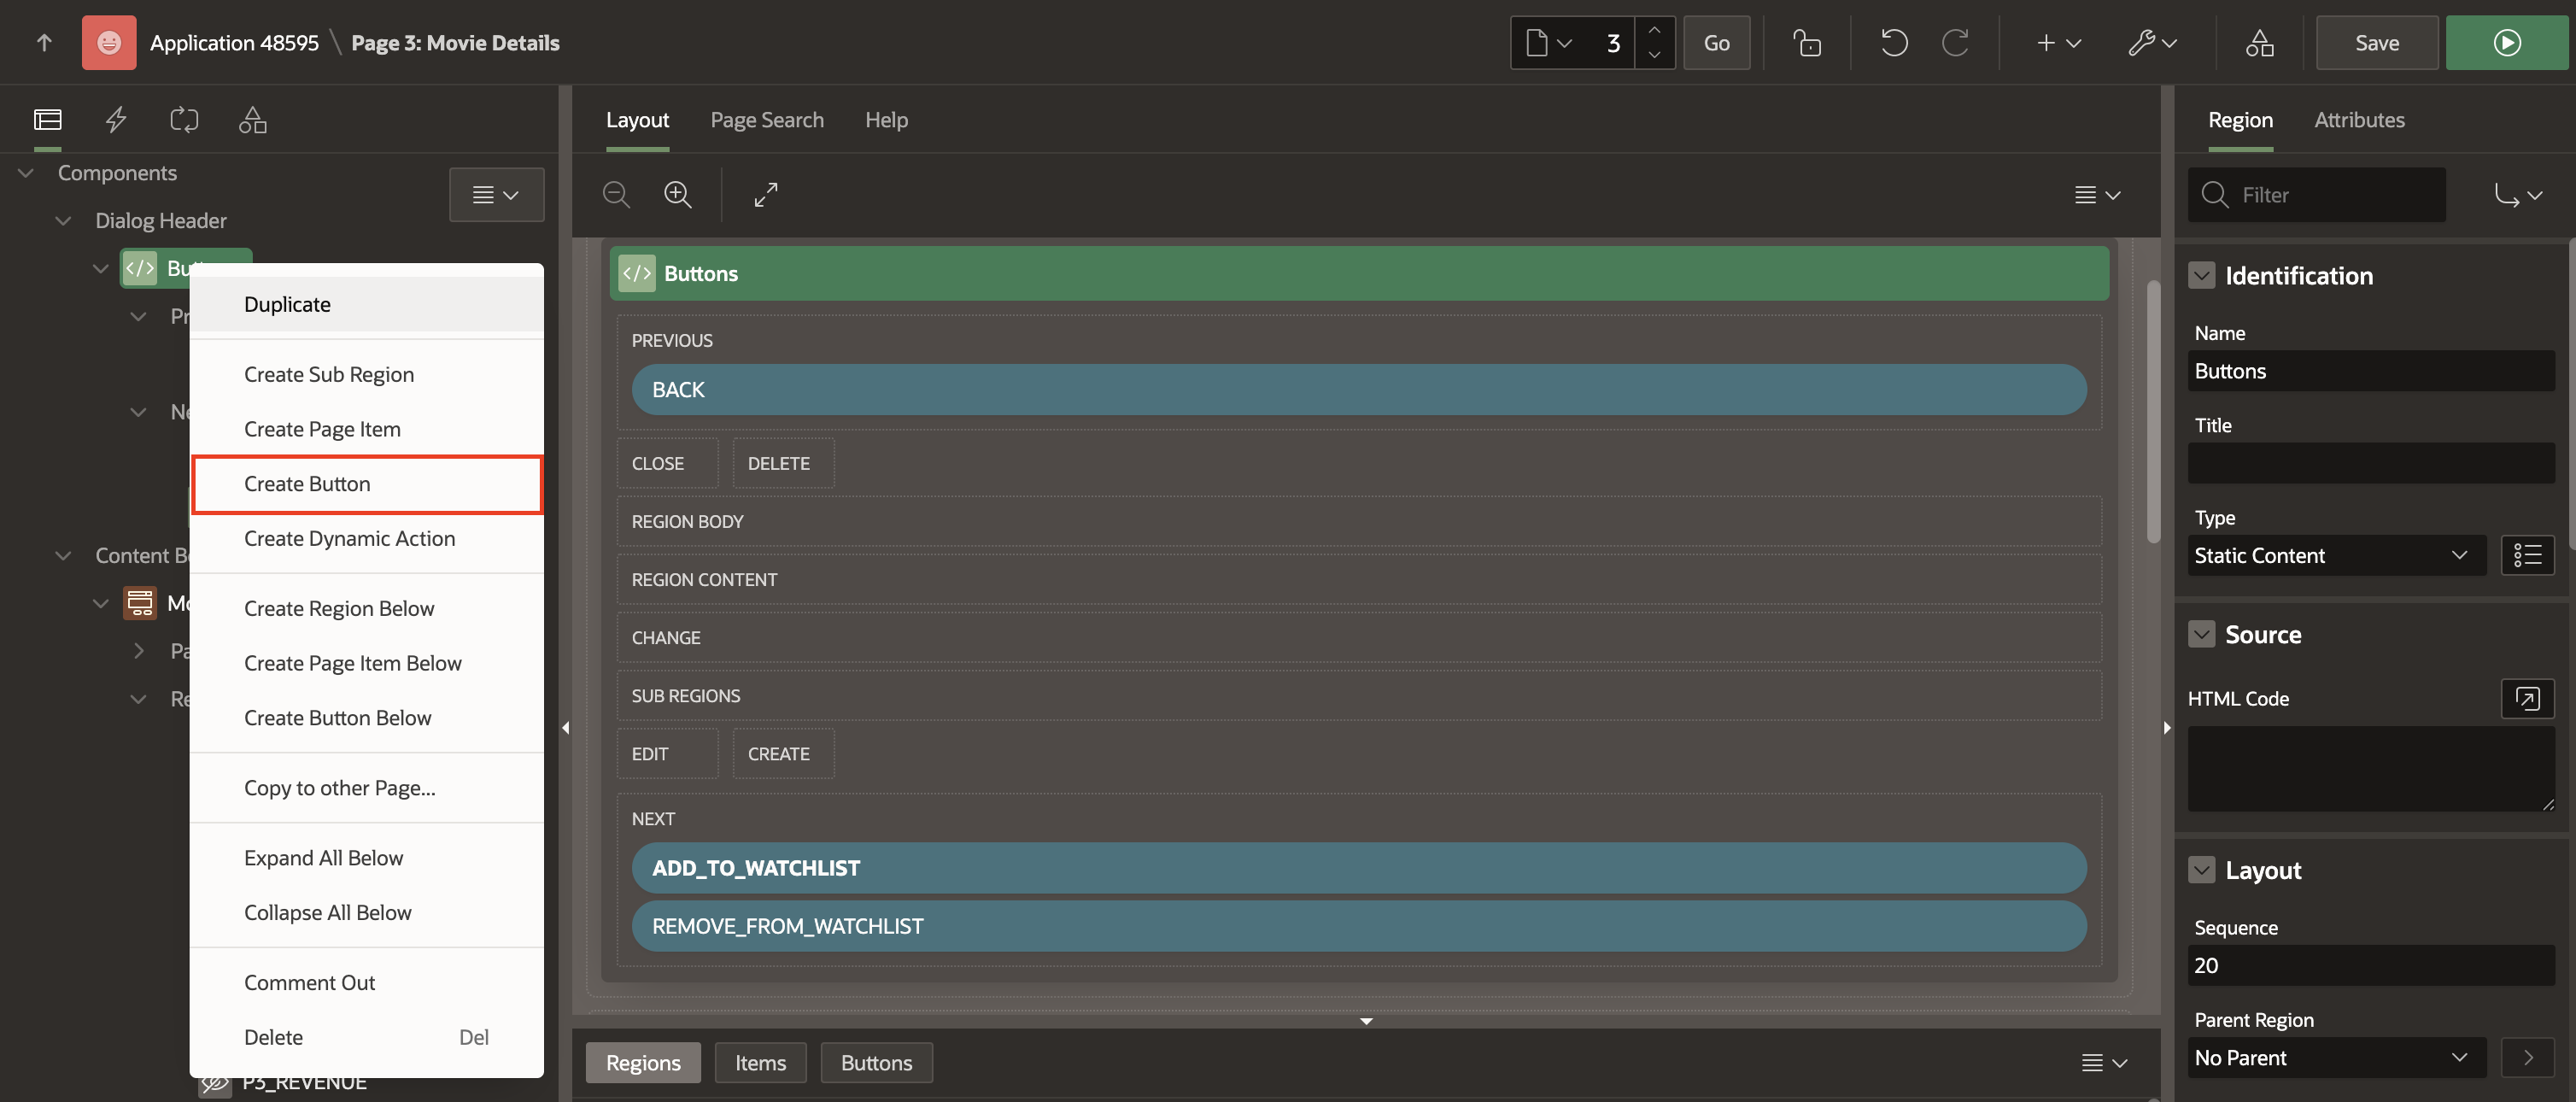 Application 48595 \ Page 3: Movie Details
3
Go
Save
Components
Dialog Header
Bu
Pr
Ne
Content B
Mo
Pa
Re
P3_REVENUE
Duplicate
Create Sub Region
Create Page Item
Create Button
Create Dynamic Action
Create Region Below
Create Page Item Below
Create Button Below
Copy to other Page...
Expand All Below
Collapse All Below
Comment Out
Delete Del
Layout Page Search Help
</> Buttons
PREVIOUS
BACK
CLOSE DELETE
REGION BODY
REGION CONTENT
CHANGE
SUB REGIONS
EDIT CREATE
NEXT
ADD_TO_WATCHLIST
REMOVE_FROM_WATCHLIST
Regions Items Buttons
Region Attributes
Filter
Identification
Name
Buttons
Title
Type
Static Content
Source
HTML Code
Layout
Sequence
20
Parent Region
No Parent